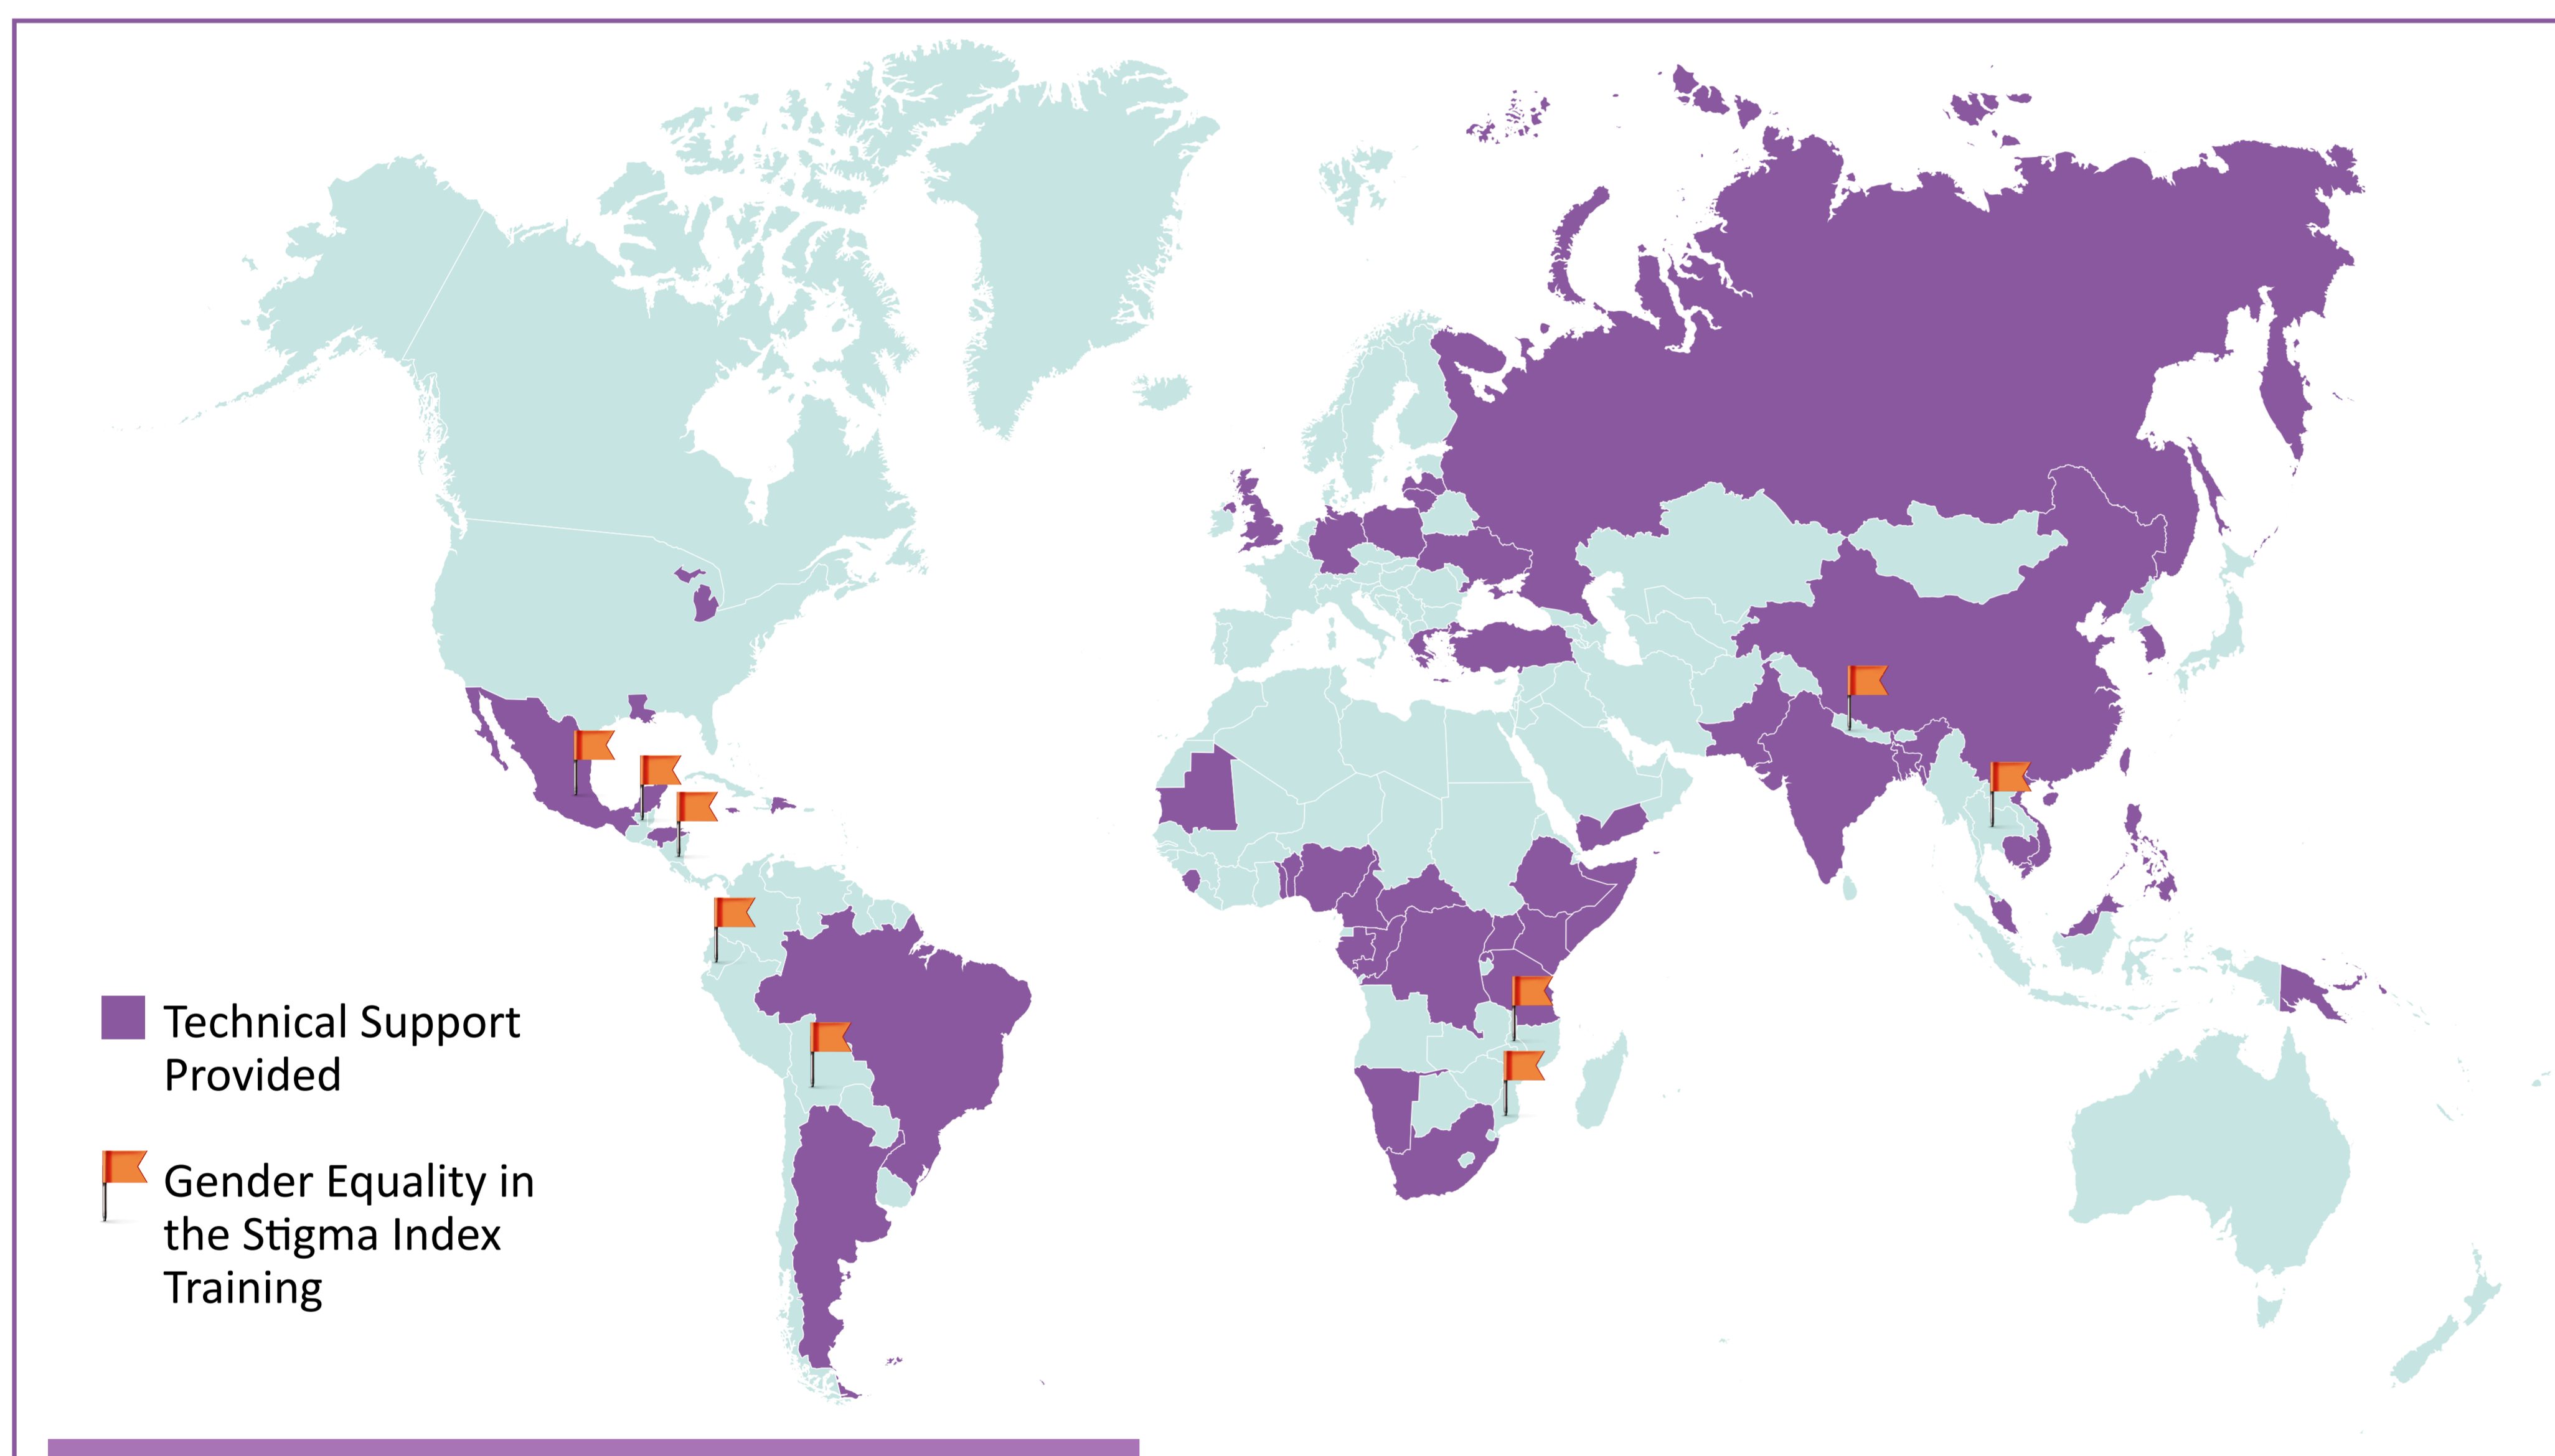 Technical Support
Provided
Gender Equality in
the Stigma Index
Training